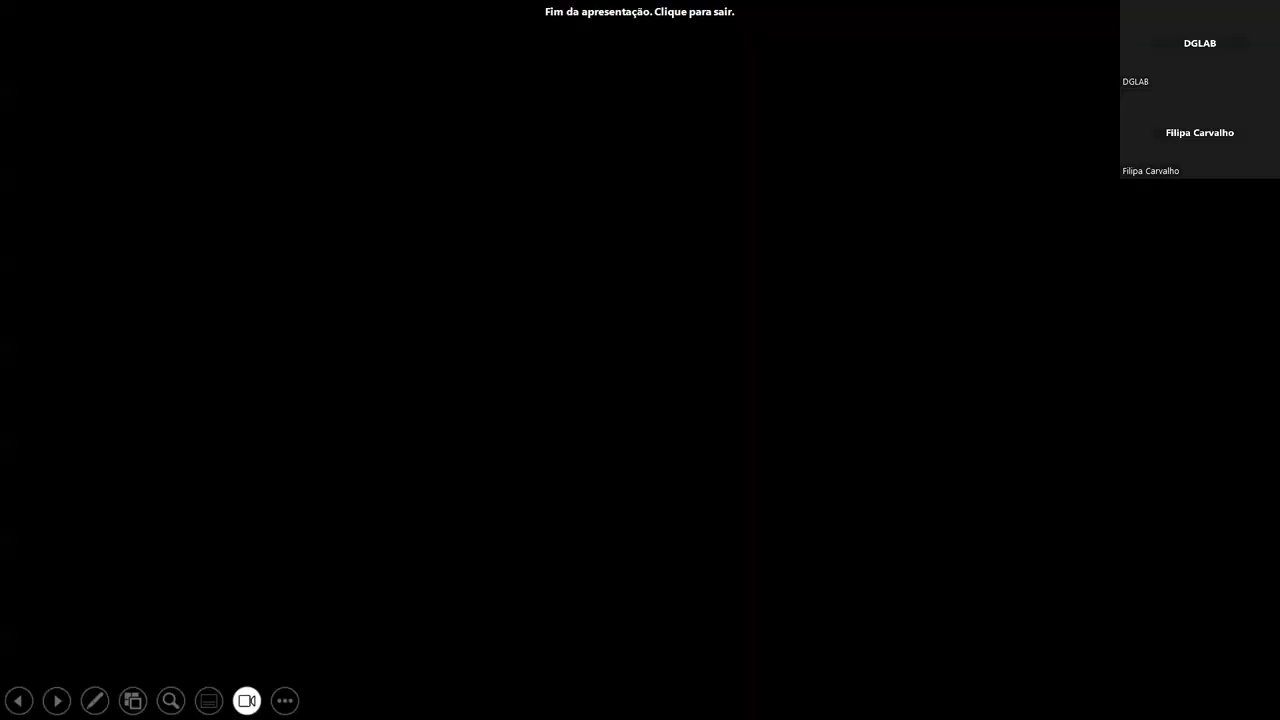 Fim da apresentação. Clique para sair.
DGLAB
DGLAB
Filipa Carvalho
Filipa Carvalho